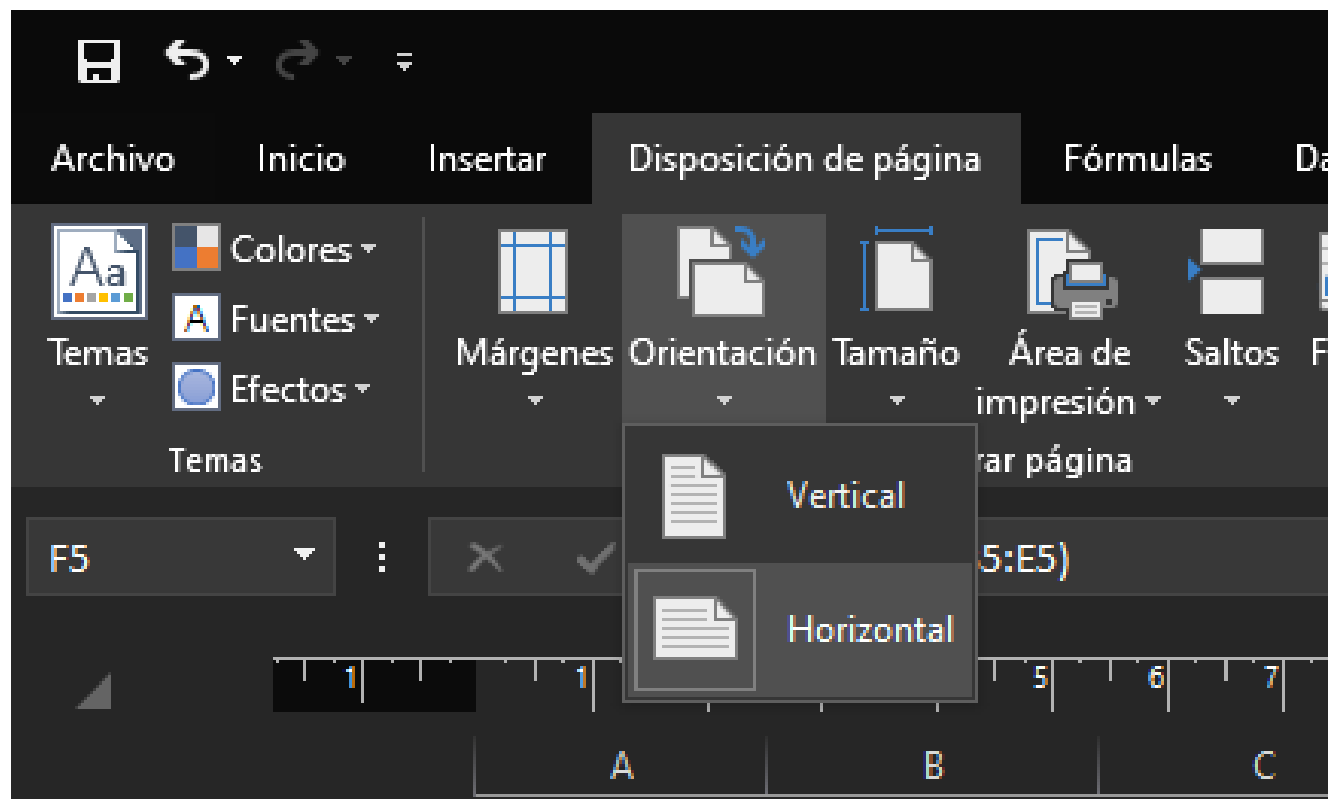 Archivo Inicio Insertar Disposición de página Fórmulas
Aa Colores
A Fuentes
Efectos
Temas Márgenes Orientación Tamaño Área de impresión Saltos
Temas página
Vertical
F5 5:E5)
Horizontal
1 1 5 6 7
A B C